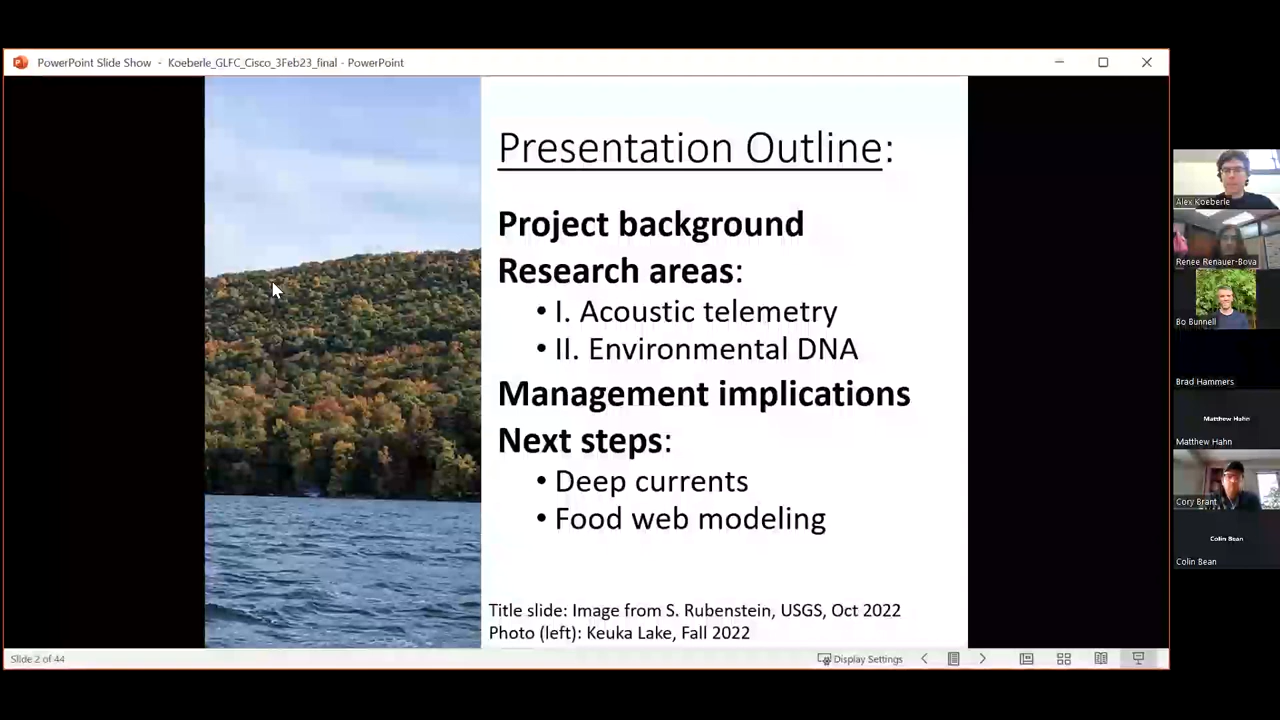 PowerPoint Slide Show - Koeberle_GLFC_Cisco_3Feb23_final - PowerPoint
Presentation Outline:
Project background
Research areas:
• I. Acoustic telemetry
• II. Environmental DNA
Management implications
Next steps:
• Deep currents
• Food web modeling
Title slide: Image from S. Rubenstein, USGS, Oct 2022
Photo (left): Keuka Lake, Fall 2022
Slide 2 of 44
Display Settings
Alex Koeberle
Renee Renauer-Bova
Bo Bunnell
Brad Hammers
Matthew Hahn
Matthew Hahn
Cory Brant
Colin Bean
Colin Bean